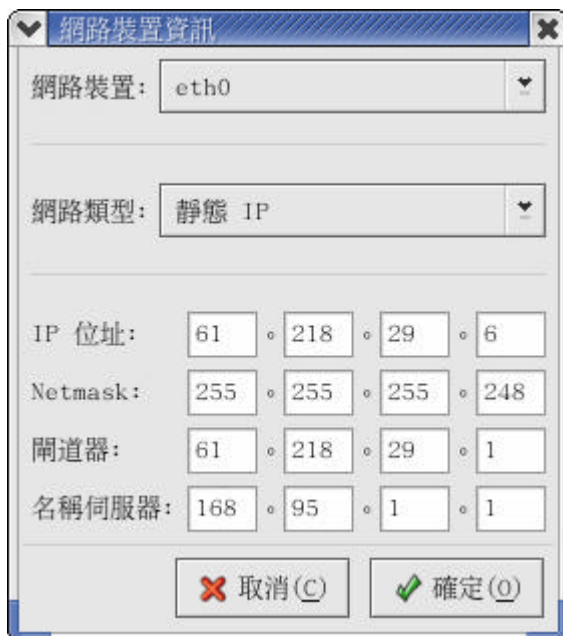 網路裝置資訊
網路裝置: eth0
網路類型: 靜態 IP
IP 位址: 61 。 218 。 29 。 6
Netmask: 255 。 255 。 255 。 248
閘道器: 61 。 218 。 29 。 1
名稱伺服器: 168 。 95 。 1 。 1
取消(C) 確定(O)